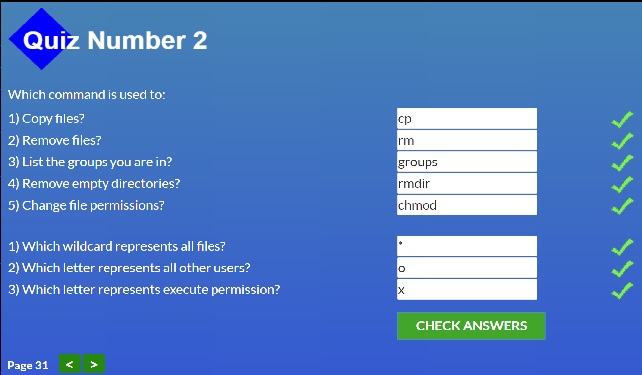 Quiz Number 2
Which command is used to:
1) Copy files? cp
2) Remove files? rm
3) List the groups you are in? groups
4) Remove empty directories? rmdir
5) Change file permissions? chmod
1) Which wildcard represents all files? *
2) Which letter represents all other users? o
3) Which letter represents execute permission? x
CHECK ANSWERS
Page 31 < >